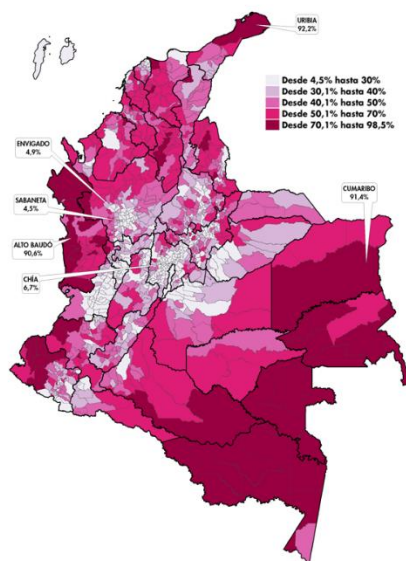 URIBIA
92,2%
Desde 4,5% hasta 30%
Desde 30,1% hasta 40%
Desde 40,1% hasta 50%
Desde 50,1% hasta 70%
Desde 70,1% hasta 98,5%
ENVIGADO
4,9%
CUMARIBO
91,4%
SABANETA
4,5%
ALTO BAUDÓ
90,6%
CHÍA
6,7%